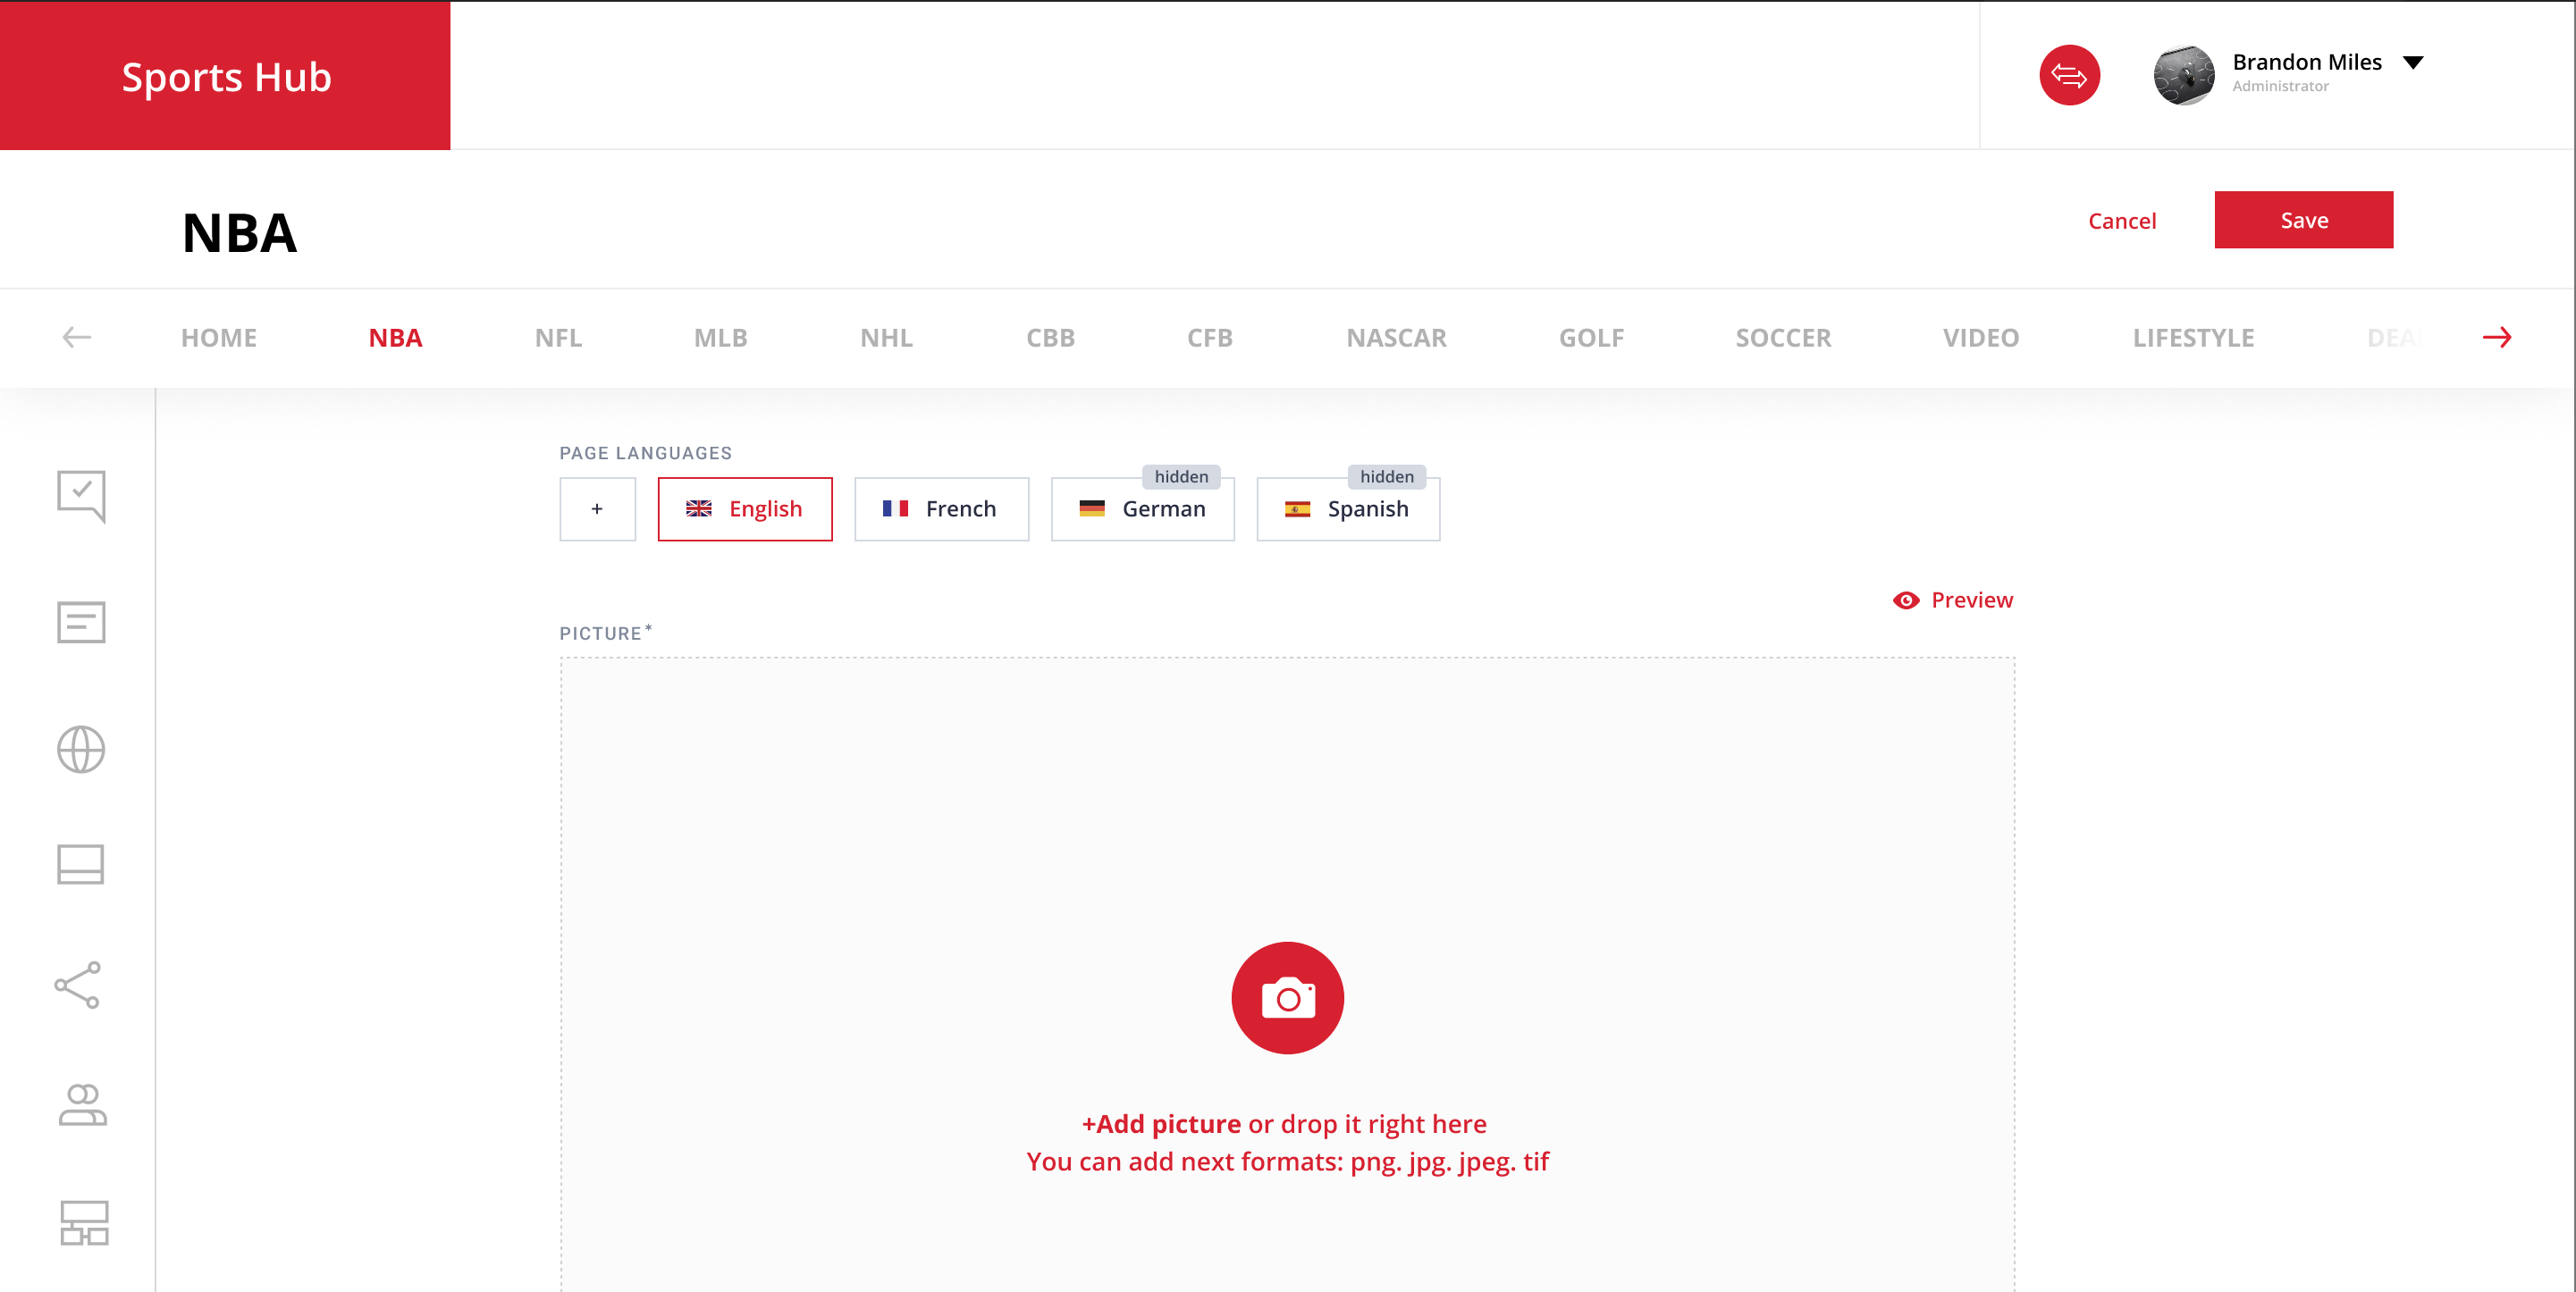 Sports Hub
Brandon Miles
Administrator
NBA
Cancel
Save
HOME NBA NFL MLB NHL CBB CFB NASCAR GOLF SOCCER VIDEO LIFESTYLE DEA
PAGE LANGUAGES
hidden hidden
+ English French German Spanish
Preview
PICTURE*
+Add picture or drop it right here
You can add next formats: png. jpg. jpeg. tif